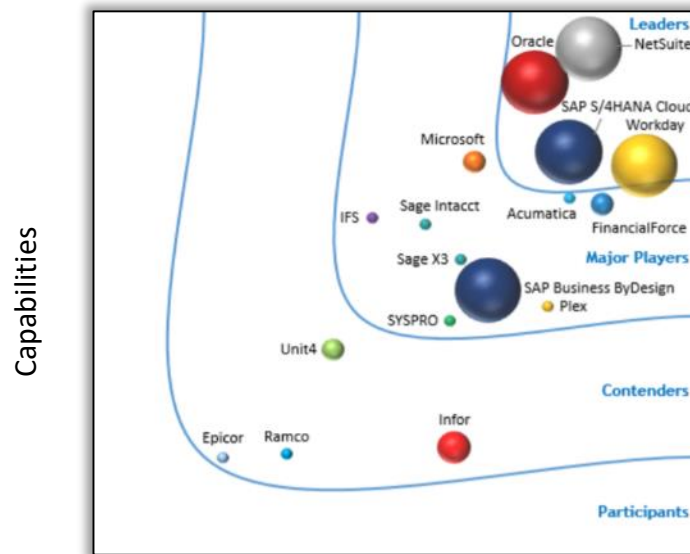 Capabilities
Leaders
Oracle
NetSuite
SAP S/4HANA Cloud
Workday
Microsoft
Sage Intacct
IFS
Acumatica
FinancialForce
Sage X3
Major Players
SAP Business ByDesign
Plex
SYSPRO
Unit4
Contenders
Epicor
Ramco
Infor
Participants